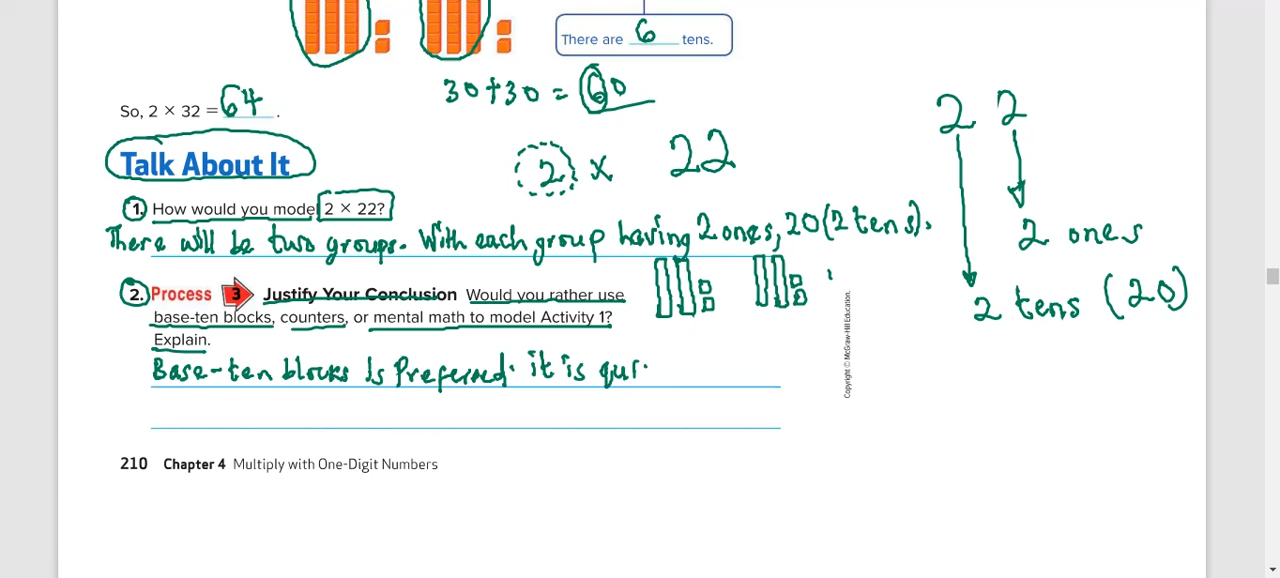 There are 6 tens.
30+30 = 60
So, 2 × 32 = 64.
2 2
Talk About It
2 x 22
1. How would you model 2 × 22?
There will be two groups. With each group having 2 ones, 20(2 tens).
2 ones
2. Process 3 Justify Your Conclusion Would you rather use
base-ten blocks, counters, or mental math to model Activity 1?
Explain.
2 tens (20)
Base-ten blocks Is Preferred. it is qui
Copyright © McGraw-Hill Education.
210 Chapter 4 Multiply with One-Digit Numbers